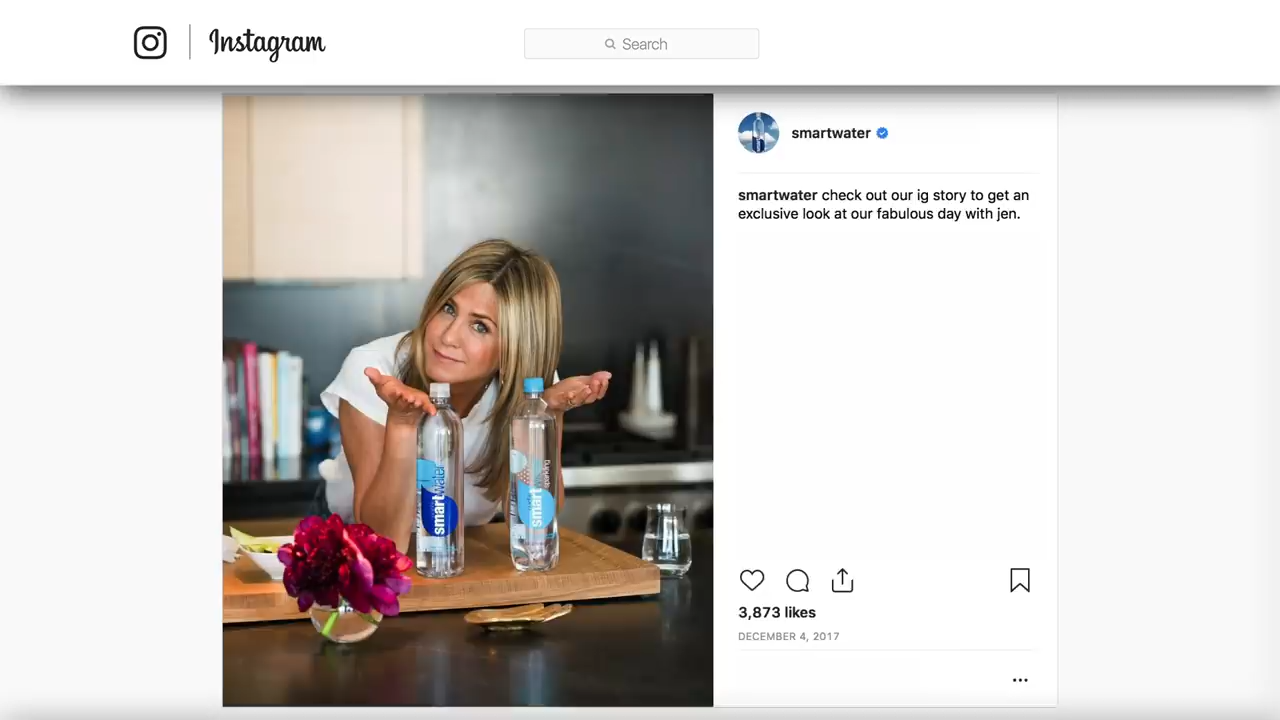 Instagram
Search
smartwater
smartwater check out our ig story to get an
exclusive look at our fabulous day with jen.
smartwater
smartwater
sparkling
3,873 likes
DECEMBER 4, 2017